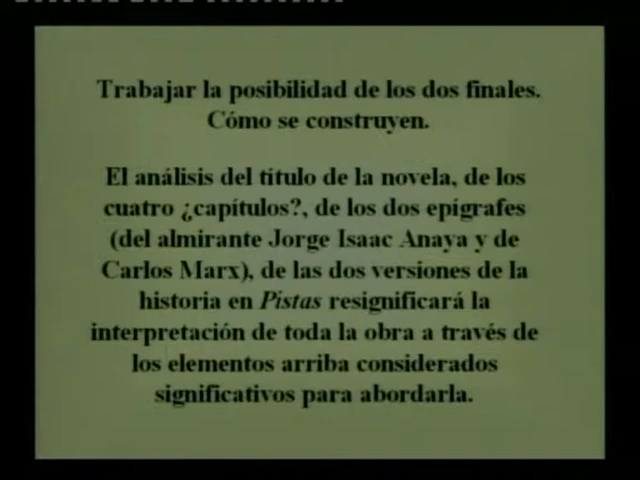 Trabajar la posibilidad de los dos finales.
Cómo se construyen.
El análisis del título de la novela, de los
cuatro ¿capítulos?, de los dos epígrafes
(del almirante Jorge Isaac Anaya y de
Carlos Marx), de las dos versiones de la
historia en Pistas resignificará la
interpretación de toda la obra a través de
los elementos arriba considerados
significativos para abordarla.